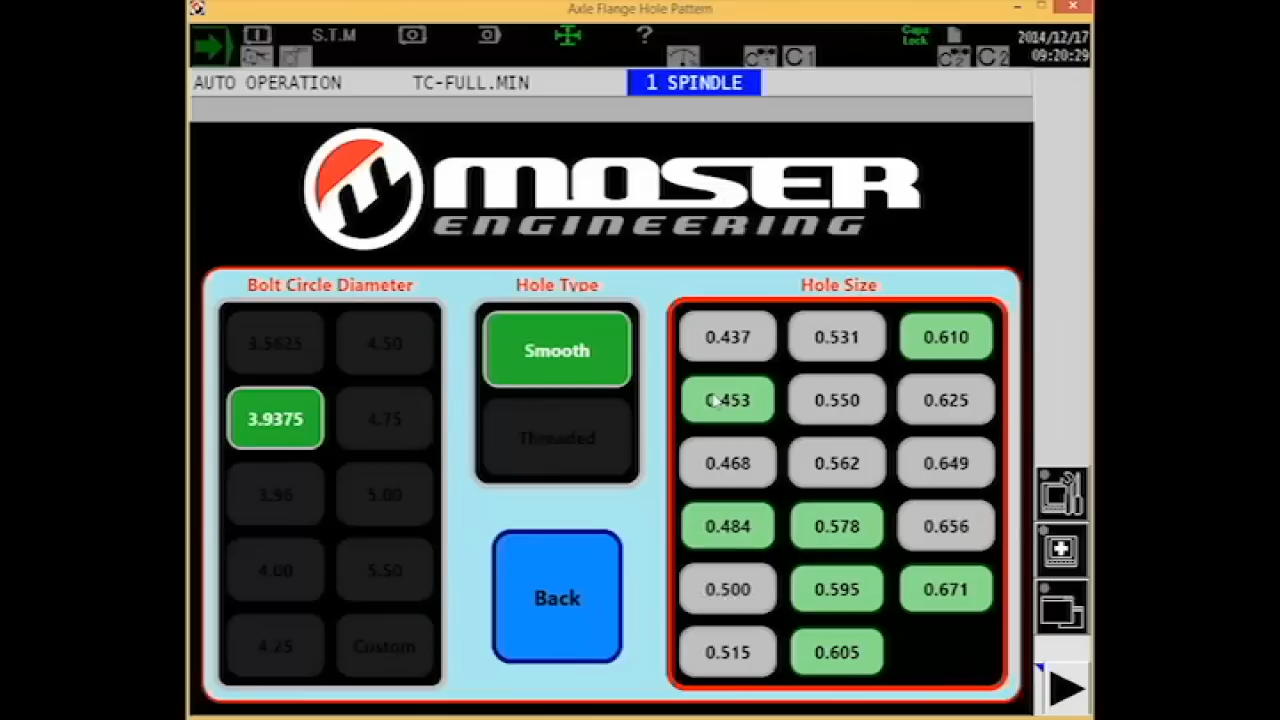 Axle Flange Hole Pattern
S.T.M
?
Caps Lock
2014/12/17
09:20:29
C1
C2
AUTO OPERATION TC-FULL.MIN 1 SPINDLE
MOSER
ENGINEERING
Bolt Circle Diameter
3.5625 4.50
3.9375 4.75
3.96 5.00
4.00 5.50
4.25 Custom
Hole Type
Smooth
Threaded
Back
Hole Size
0.437 0.531 0.610
0.453 0.550 0.625
0.468 0.562 0.649
0.484 0.578 0.656
0.500 0.595 0.671
0.515 0.605